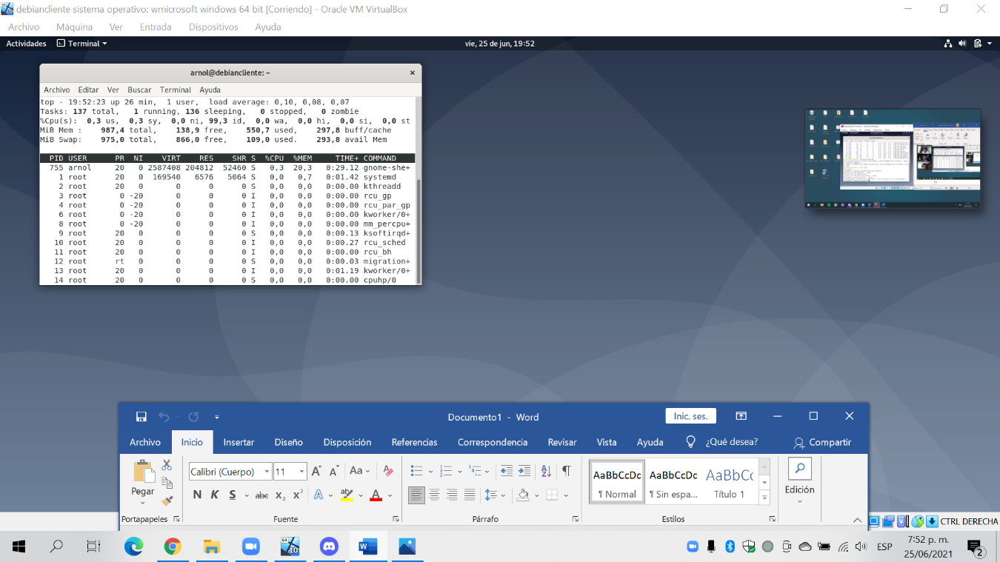 debiancliente sistema operativo: wmicrosoft windows 64 bit [Corriendo] - Oracle VM VirtualBox
Archivo Máquina Ver Entrada Dispositivos Ayuda
Actividades Terminal vie, 25 de jun, 19:52
arnol@debiancliente: ~
Archivo Editar Ver Buscar Terminal Ayuda
top - 19:52:23 up 26 min, 1 user, load average: 0,10, 0,08, 0,07
Tasks: 137 total, 1 running, 136 sleeping, 0 stopped, 0 zombie
%Cpu(s): 0,3 us, 0,3 sy, 0,0 ni, 99,3 id, 0,0 wa, 0,0 hi, 0,0 si, 0,0 st
MiB Mem : 987,4 total, 138,9 free, 550,7 used, 297,8 buff/cache
MiB Swap: 975,0 total, 866,0 free, 109,0 used. 293,8 avail Mem
PID USER PR NI VIRT RES SHR S %CPU %MEM TIME+ COMMAND
755 arnol 20 0 2587408 204812 52460 S 0,3 20,3 0:29.12 gnome-she+
1 root 20 0 169540 6576 5064 S 0,0 0,7 0:01.42 systemd
2 root 20 0 0 0 0 S 0,0 0,0 0:00.00 kthreadd
3 root 0 -20 0 0 0 I 0,0 0,0 0:00.00 rcu_gp
4 root 0 -20 0 0 0 I 0,0 0,0 0:00.00 rcu_par_gp
6 root 0 -20 0 0 0 I 0,0 0,0 0:00.00 kworker/0+
8 root 0 -20 0 0 0 I 0,0 0,0 0:00.00 mm_percpu+
9 root 20 0 0 0 0 S 0,0 0,0 0:00.13 ksoftirqd+
10 root 20 0 0 0 0 I 0,0 0,0 0:00.27 rcu_sched
11 root 20 0 0 0 0 I 0,0 0,0 0:00.00 rcu_bh
12 root rt 0 0 0 0 S 0,0 0,0 0:00.03 migration+
13 root 20 0 0 0 0 I 0,0 0,0 0:01.19 kworker/0+
14 root 20 0 0 0 0 S 0,0 0,0 0:00.00 cpuhp/0
Documento1 - Word Inic. ses.
Archivo Inicio Insertar Diseño Disposición Referencias Correspondencia Revisar Vista Ayuda ¿Qué desea? Compartir
Calibri (Cuerpo) 11 A A Aa
AaBbCcDc AaBbCcDc AaBbCc
Pegar N K S abc x₂ x² A A
¶ Normal ¶ Sin espa... Título 1 Edición
Portapapeles Fuente Párrafo Estilos
CTRL DERECHA
ESP 7:52 p. m.
25/06/2021
2